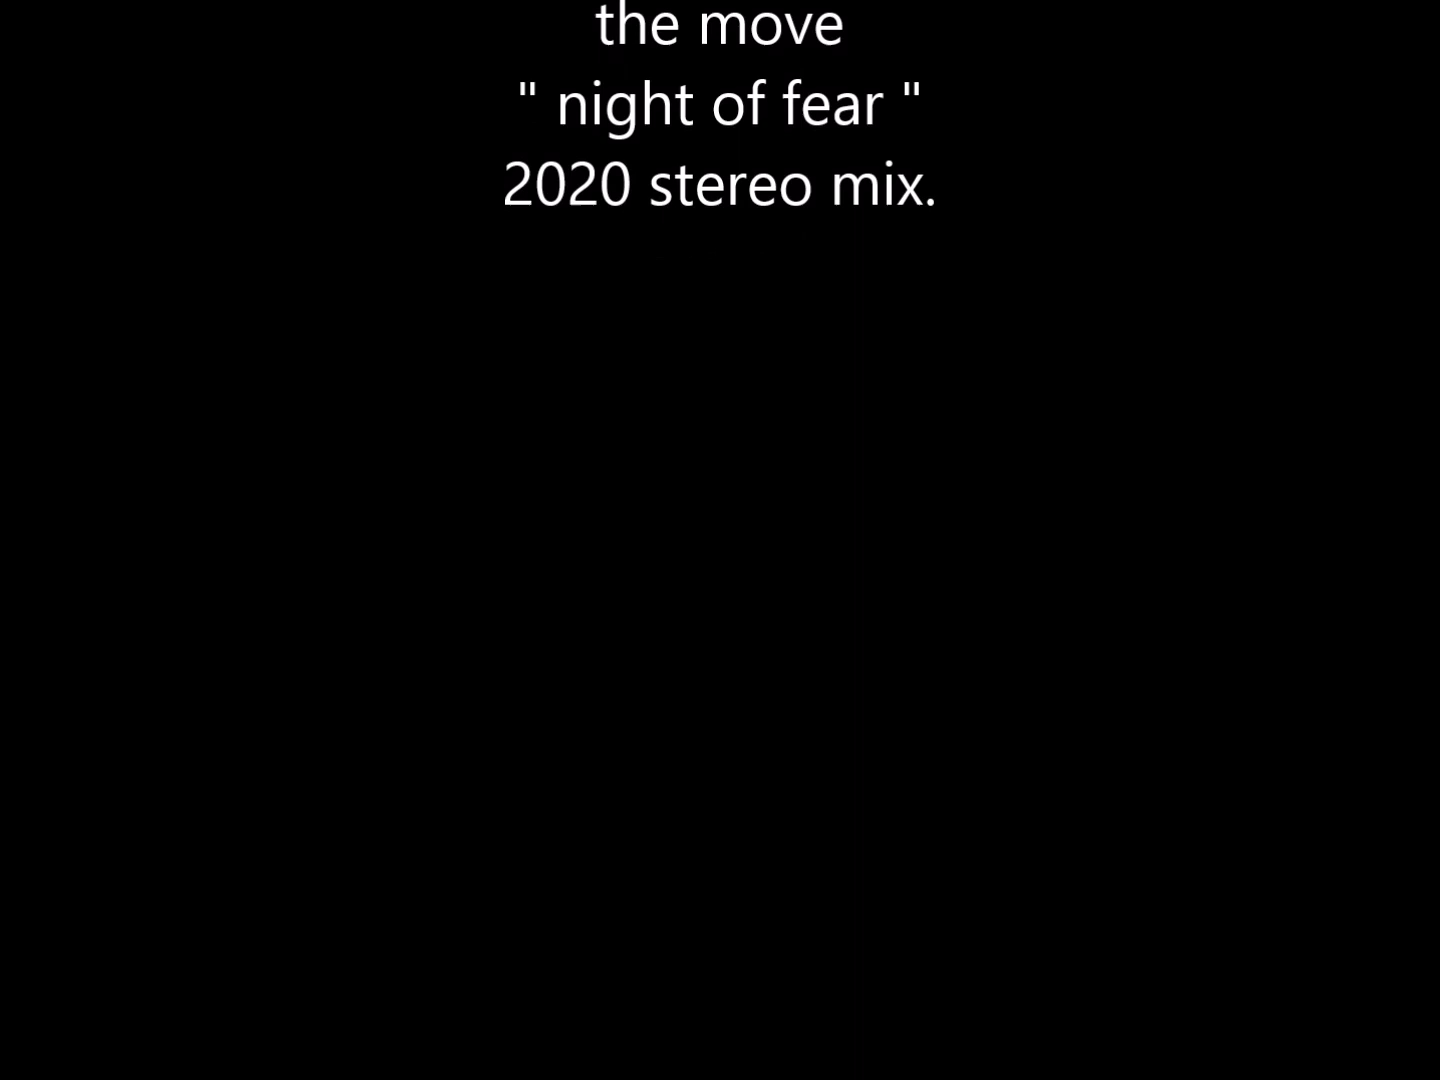 the move
" night of fear "
2020 stereo mix.